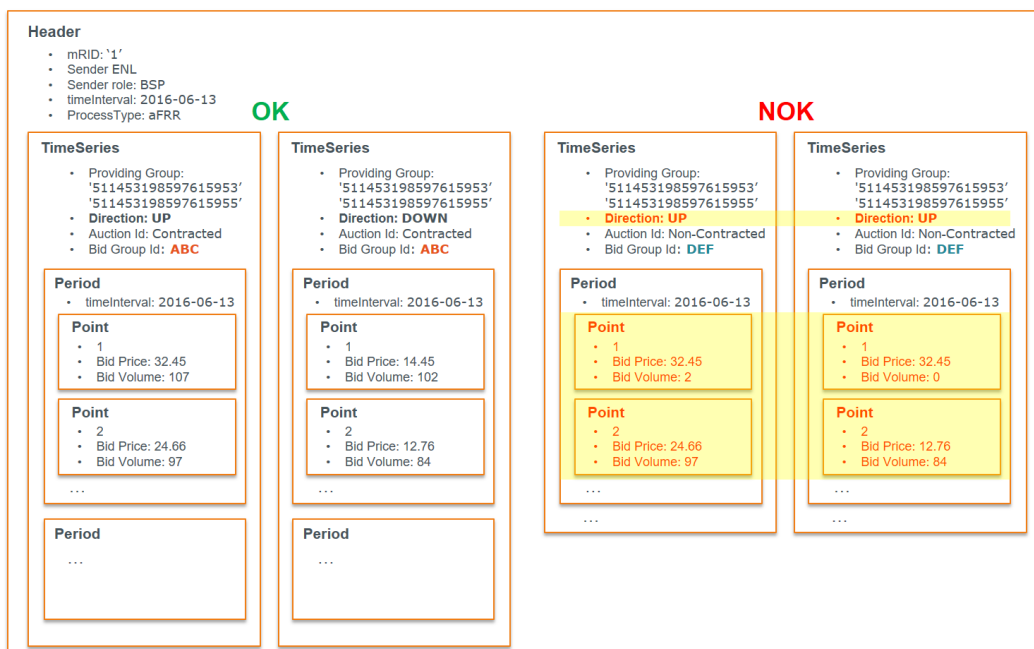 Header
• mRID: '1'
• Sender ENL
• Sender role: BSP
• timeInterval: 2016-06-13
• ProcessType: aFRR
OK
NOK
TimeSeries
• Providing Group:
'511453198597615953'
'511453198597615955'
• Direction: UP
• Auction Id: Contracted
• Bid Group Id: ABC
Period
• timeInterval: 2016-06-13
Point
• 1
• Bid Price: 32.45
• Bid Volume: 107
Point
• 2
• Bid Price: 24.66
• Bid Volume: 97
...
Period
...
TimeSeries
• Providing Group:
'511453198597615953'
'511453198597615955'
• Direction: DOWN
• Auction Id: Contracted
• Bid Group Id: ABC
Period
• timeInterval: 2016-06-13
Point
• 1
• Bid Price: 14.45
• Bid Volume: 102
Point
• 2
• Bid Price: 12.76
• Bid Volume: 84
...
Period
...
TimeSeries
• Providing Group:
'511453198597615953'
'511453198597615955'
• Direction: UP
• Auction Id: Non-Contracted
• Bid Group Id: DEF
Period
• timeInterval: 2016-06-13
Point
• 1
• Bid Price: 32.45
• Bid Volume: 2
Point
• 2
• Bid Price: 24.66
• Bid Volume: 97
...
...
TimeSeries
• Providing Group:
'511453198597615953'
'511453198597615955'
• Direction: UP
• Auction Id: Non-Contracted
• Bid Group Id: DEF
Period
• timeInterval: 2016-06-13
Point
• 1
• Bid Price: 32.45
• Bid Volume: 0
Point
• 2
• Bid Price: 12.76
• Bid Volume: 84
...
...